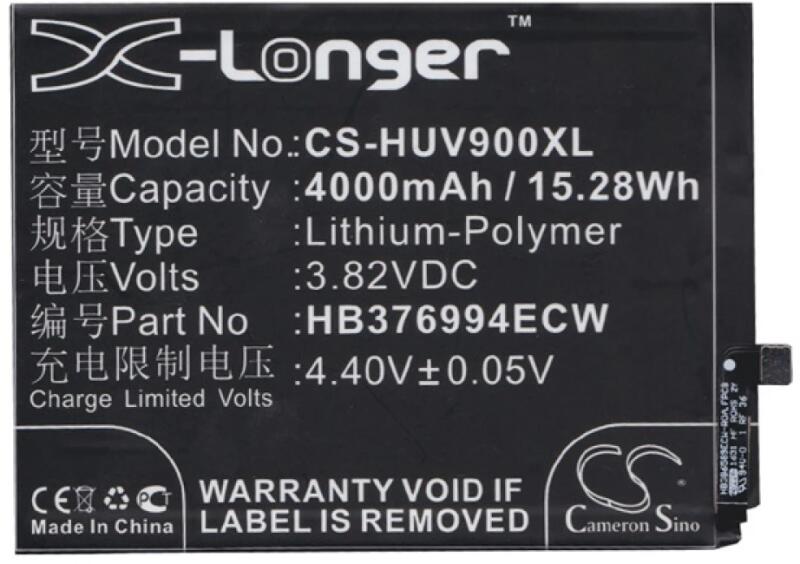 X-Longer™
型号Model No.:CS-HUV900XL
容量Capacity :4000mAh / 15.28Wh
规格Type :Lithium-Polymer
电压Volts :3.82VDC
编号Part No :HB376994ECW
充电限制电压 :4.40V±0.05V
Charge Limited Volts
CE PCT
Made In China
WARRANTY VOID IF
LABEL IS REMOVED
CS
Cameron Sino